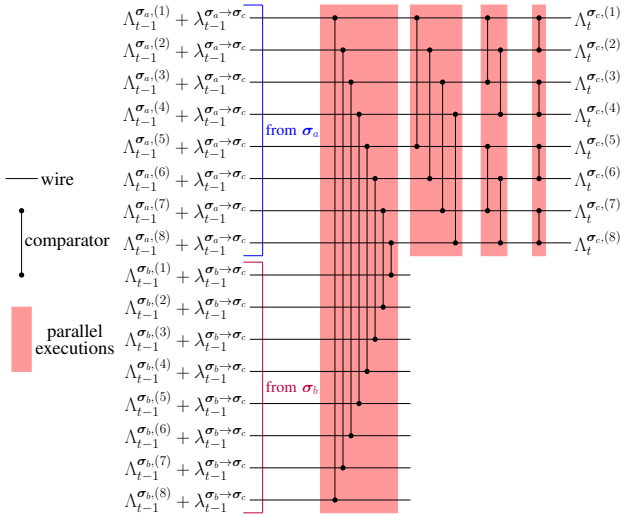 Λ_{t−1}^{σ_a,(1)} + λ_{t−1}^{σ_a→σ_c} Λ_t^{σ_c,(1)}
Λ_{t−1}^{σ_a,(2)} + λ_{t−1}^{σ_a→σ_c} Λ_t^{σ_c,(2)}
Λ_{t−1}^{σ_a,(3)} + λ_{t−1}^{σ_a→σ_c} Λ_t^{σ_c,(3)}
Λ_{t−1}^{σ_a,(4)} + λ_{t−1}^{σ_a→σ_c} Λ_t^{σ_c,(4)}
from σ_a
Λ_{t−1}^{σ_a,(5)} + λ_{t−1}^{σ_a→σ_c} Λ_t^{σ_c,(5)}
Λ_{t−1}^{σ_a,(6)} + λ_{t−1}^{σ_a→σ_c} Λ_t^{σ_c,(6)}
wire
Λ_{t−1}^{σ_a,(7)} + λ_{t−1}^{σ_a→σ_c} Λ_t^{σ_c,(7)}
comparator
Λ_{t−1}^{σ_a,(8)} + λ_{t−1}^{σ_a→σ_c} Λ_t^{σ_c,(8)}
Λ_{t−1}^{σ_b,(1)} + λ_{t−1}^{σ_b→σ_c}
Λ_{t−1}^{σ_b,(2)} + λ_{t−1}^{σ_b→σ_c}
parallel
executions
Λ_{t−1}^{σ_b,(3)} + λ_{t−1}^{σ_b→σ_c}
Λ_{t−1}^{σ_b,(4)} + λ_{t−1}^{σ_b→σ_c}
from σ_b
Λ_{t−1}^{σ_b,(5)} + λ_{t−1}^{σ_b→σ_c}
Λ_{t−1}^{σ_b,(6)} + λ_{t−1}^{σ_b→σ_c}
Λ_{t−1}^{σ_b,(7)} + λ_{t−1}^{σ_b→σ_c}
Λ_{t−1}^{σ_b,(8)} + λ_{t−1}^{σ_b→σ_c}